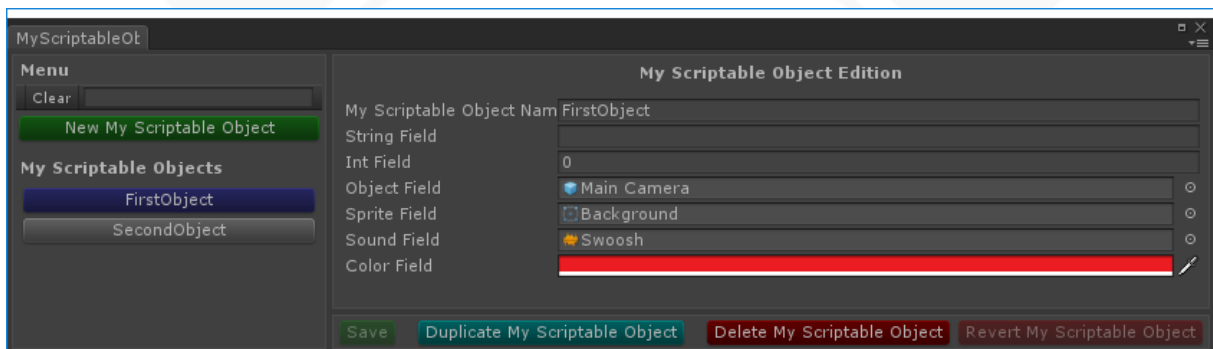 MyScriptableOb
Menu
Clear
New My Scriptable Object
My Scriptable Objects
FirstObject
SecondObject
My Scriptable Object Edition
My Scriptable Object Nam FirstObject
String Field
Int Field 0
Object Field Main Camera
Sprite Field Background
Sound Field Swoosh
Color Field
Save Duplicate My Scriptable Object Delete My Scriptable Object Revert My Scriptable Object